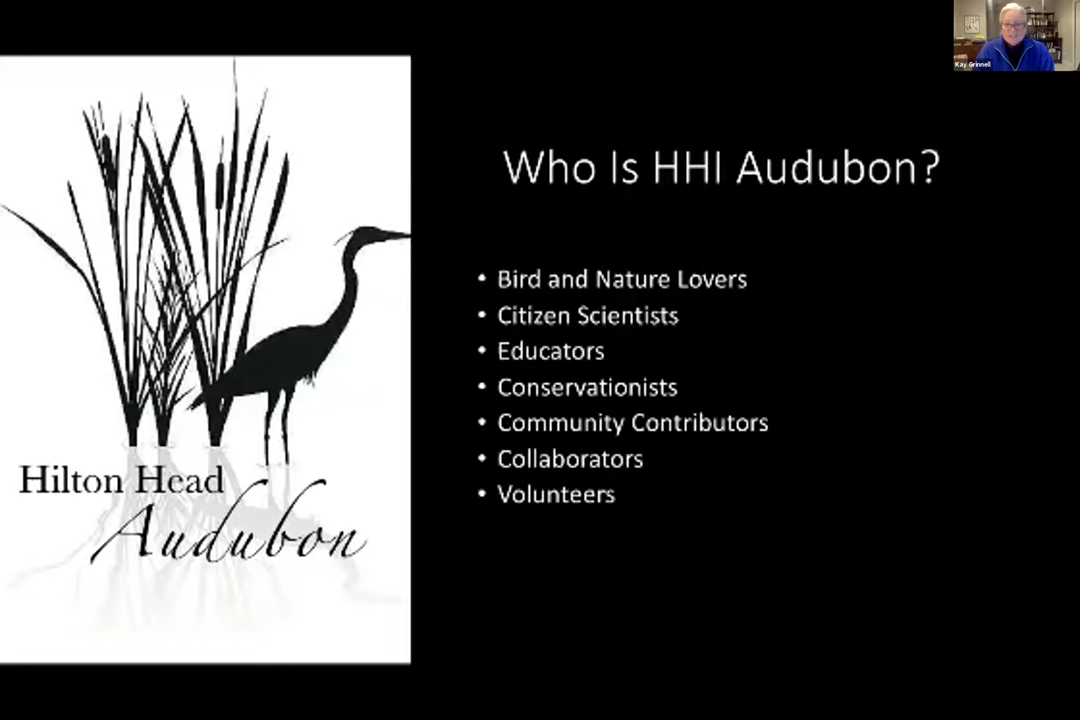 Kay Grinnell
Who Is HHI Audubon?
• Bird and Nature Lovers
• Citizen Scientists
• Educators
• Conservationists
• Community Contributors
• Collaborators
• Volunteers
Hilton Head
Audubon